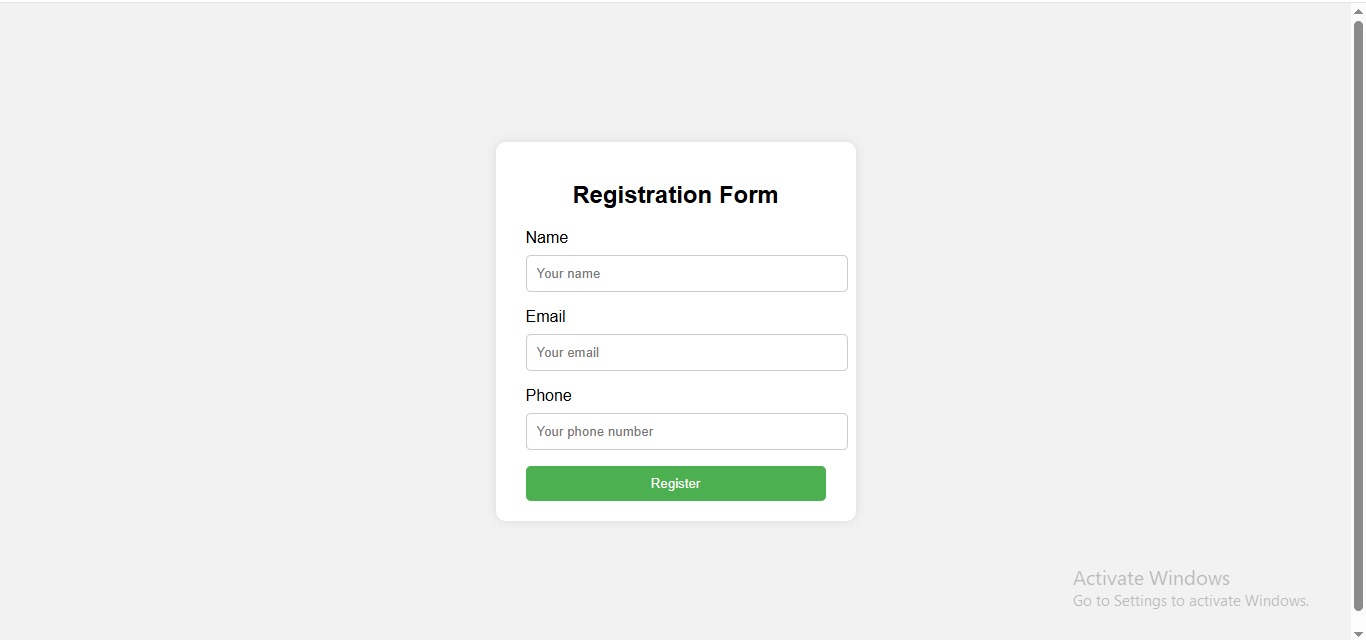 Registration Form
Name
Your name
Email
Your email
Phone
Your phone number
Register
Activate Windows
Go to Settings to activate Windows.